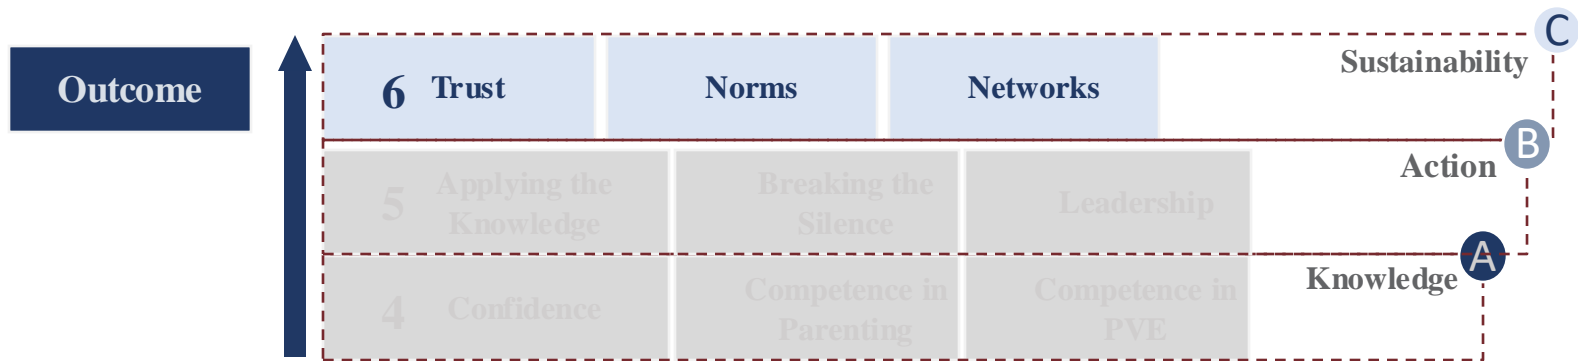 C
Sustainability
Outcome
6 Trust
Norms
Networks
B
Action
5
Applying the
Knowledge
Breaking the
Silence
Leadership
A
Knowledge
4
Confidence
Competence in
Parenting
Competence in
PVE